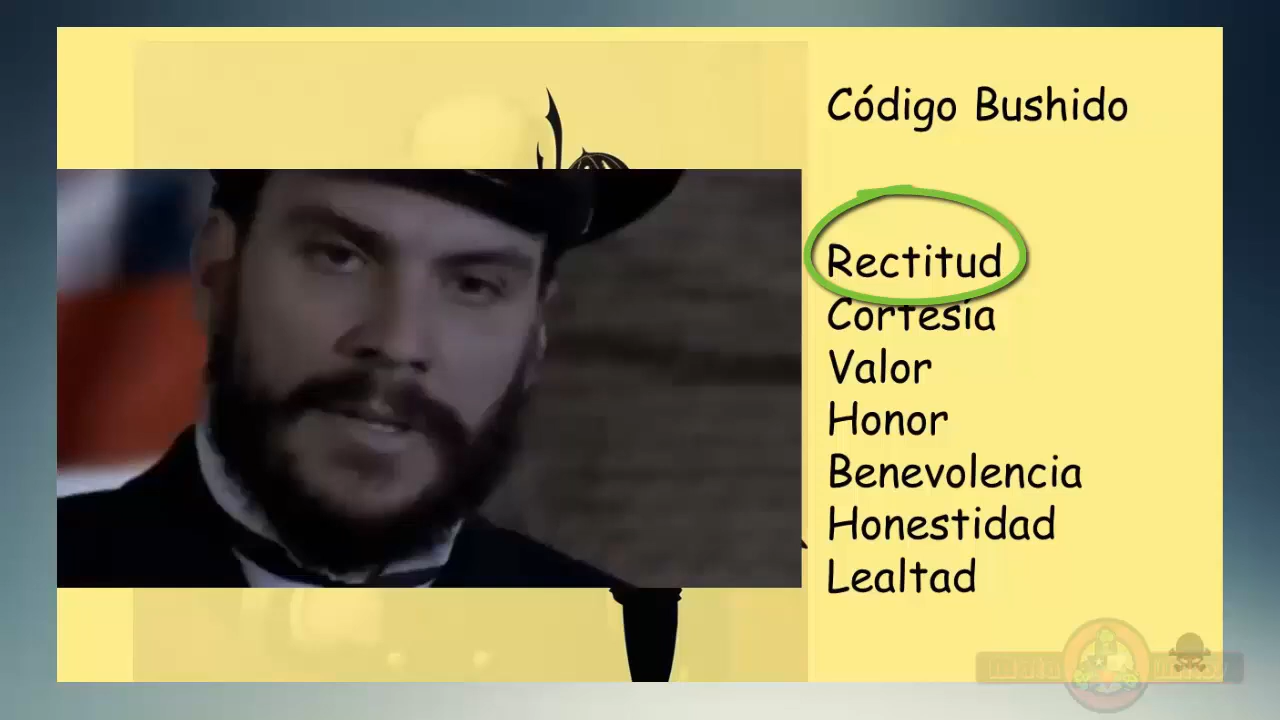 Código Bushido
Rectitud
Cortesía
Valor
Honor
Benevolencia
Honestidad
Lealtad